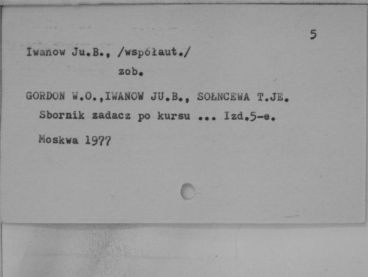 5
Iwanow Ju.B., /współaut./
zob.
GORDON W.O.,IWANOW JU.B., SOŁNCEWA T.JE.
Sbornik zadacz po kursu ... Izd.5-e.
Moskwa 1977